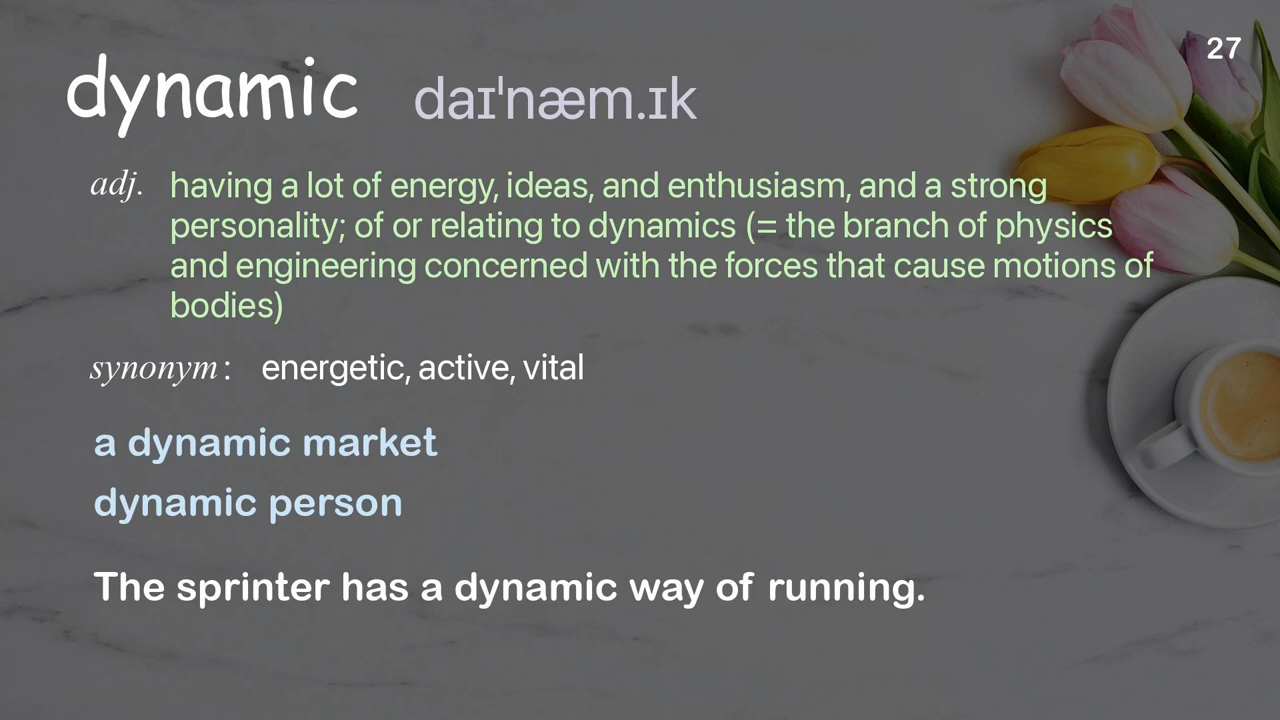 27
dynamic daɪˈnæm.ɪk
adj. having a lot of energy, ideas, and enthusiasm, and a strong
personality; of or relating to dynamics (= the branch of physics
and engineering concerned with the forces that cause motions of
bodies)
synonym: energetic, active, vital
a dynamic market
dynamic person
The sprinter has a dynamic way of running.